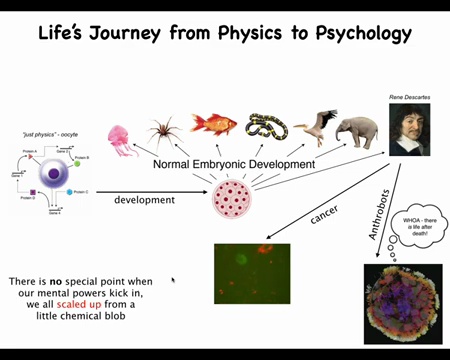 Life's Journey from Physics to Psychology
"just physics" - oocyte
Gene 1
Protein A
Gene 2
Protein B
Protein D
Protein C
Gene 4
Rene Descartes
Normal Embryonic Development
development
cancer
Anthrobots
WHOA - there
is life after
death!
There is no special point when
our mental powers kick in,
we all scaled up from a
little chemical blob